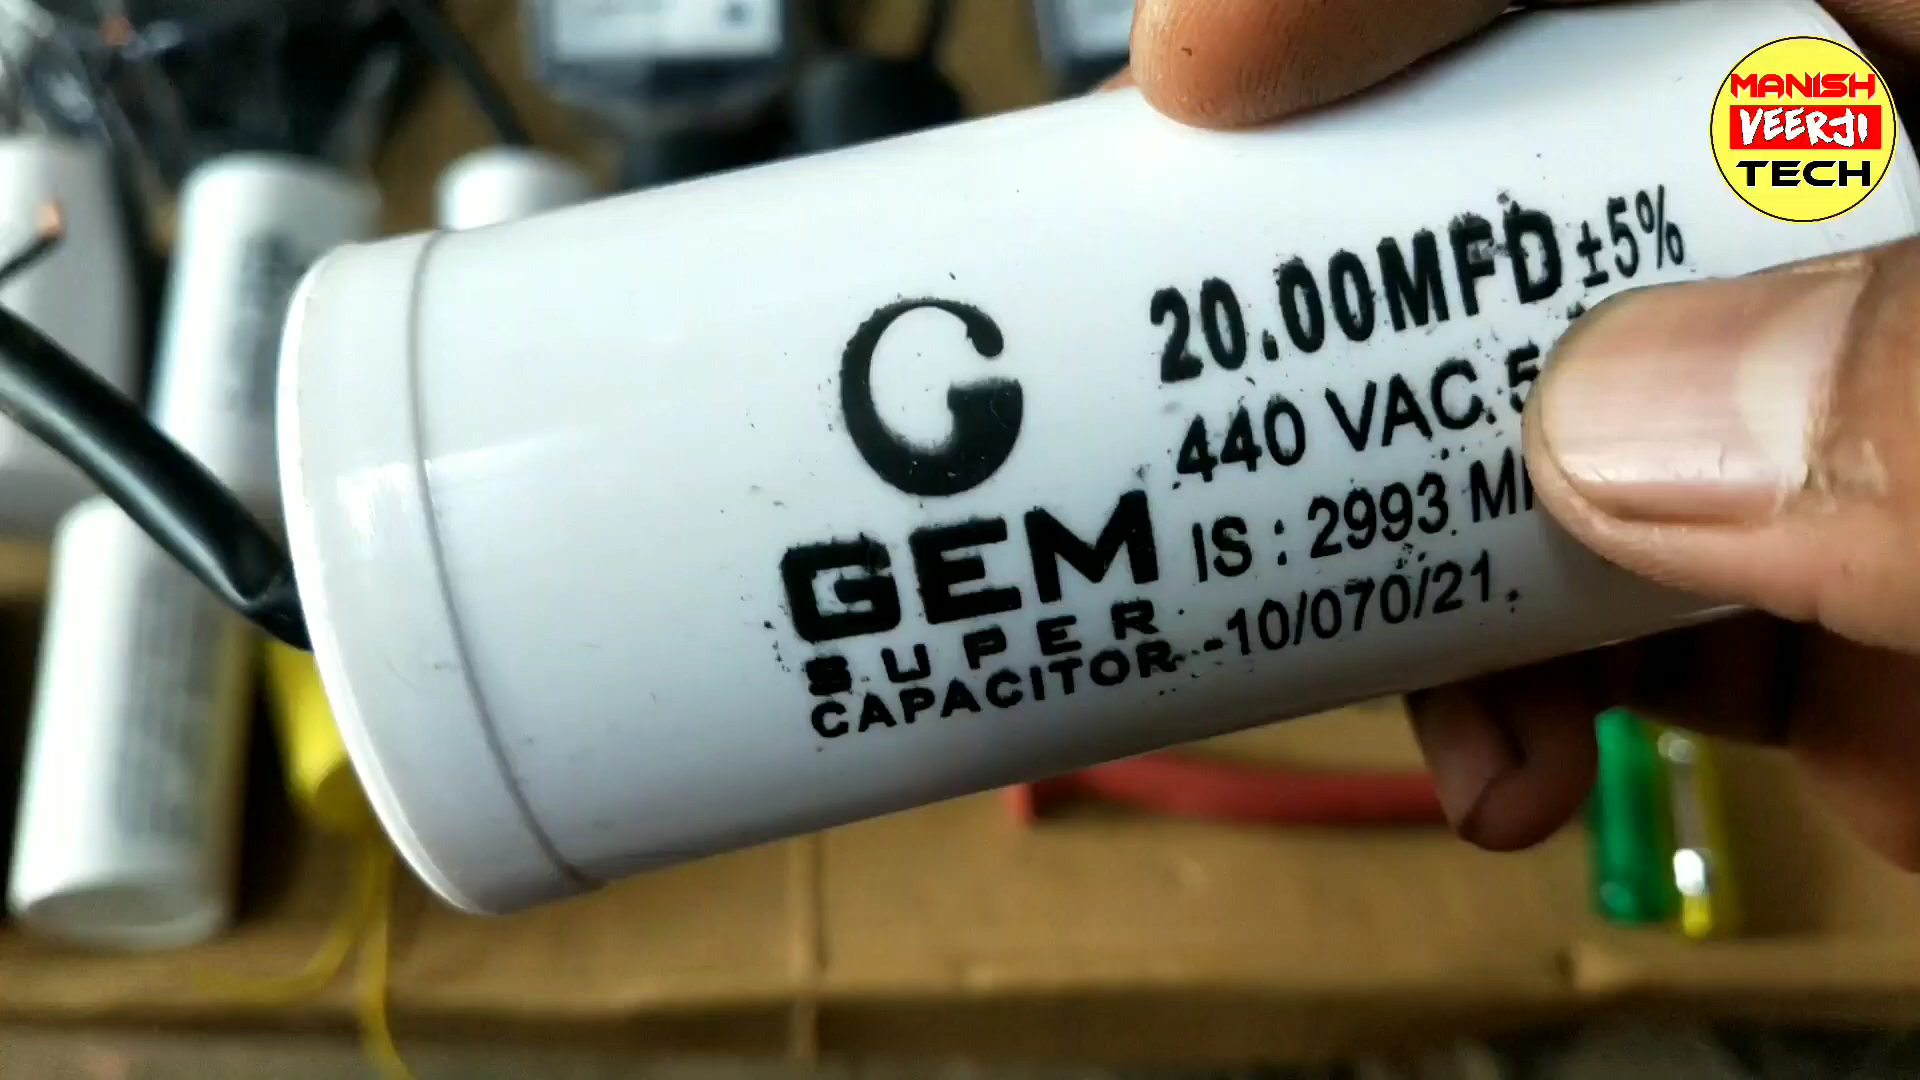 MANISH
VEERJI
TECH
20.00MFD ±5%
440 VAC.
IS : 2993
-10/070/21.
G
GEM
SUPER
CAPACITOR